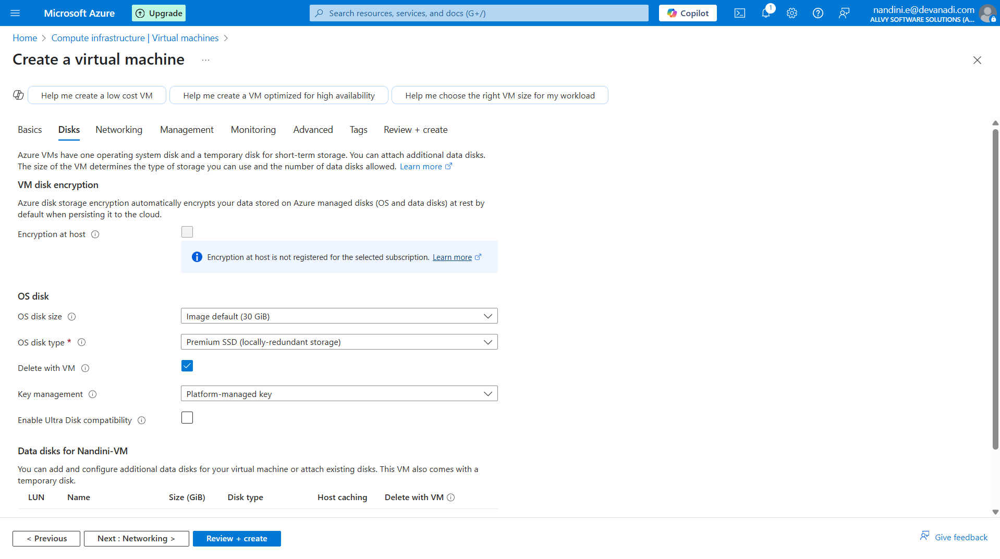 Microsoft Azure
Upgrade
Search resources, services, and docs (G+/)
Copilot
1
nandini.e@devanadi.com
ALLVY SOFTWARE SOLUTIONS (A...
Home > Compute infrastructure | Virtual machines >
Create a virtual machine ...
Help me create a low cost VM
Help me create a VM optimized for high availability
Help me choose the right VM size for my workload
Basics Disks Networking Management Monitoring Advanced Tags Review + create
Azure VMs have one operating system disk and a temporary disk for short-term storage. You can attach additional data disks.
The size of the VM determines the type of storage you can use and the number of data disks allowed. Learn more
VM disk encryption
Azure disk storage encryption automatically encrypts your data stored on Azure managed disks (OS and data disks) at rest by
default when persisting it to the cloud.
Encryption at host
Encryption at host is not registered for the selected subscription. Learn more
OS disk
OS disk size
Image default (30 GiB)
OS disk type *
Premium SSD (locally-redundant storage)
Delete with VM
Key management
Platform-managed key
Enable Ultra Disk compatibility
Data disks for Nandini-VM
You can add and configure additional data disks for your virtual machine or attach existing disks. This VM also comes with a
temporary disk.
LUN Name Size (GiB) Disk type Host caching Delete with VM
< Previous
Next : Networking >
Review + create
Give feedback